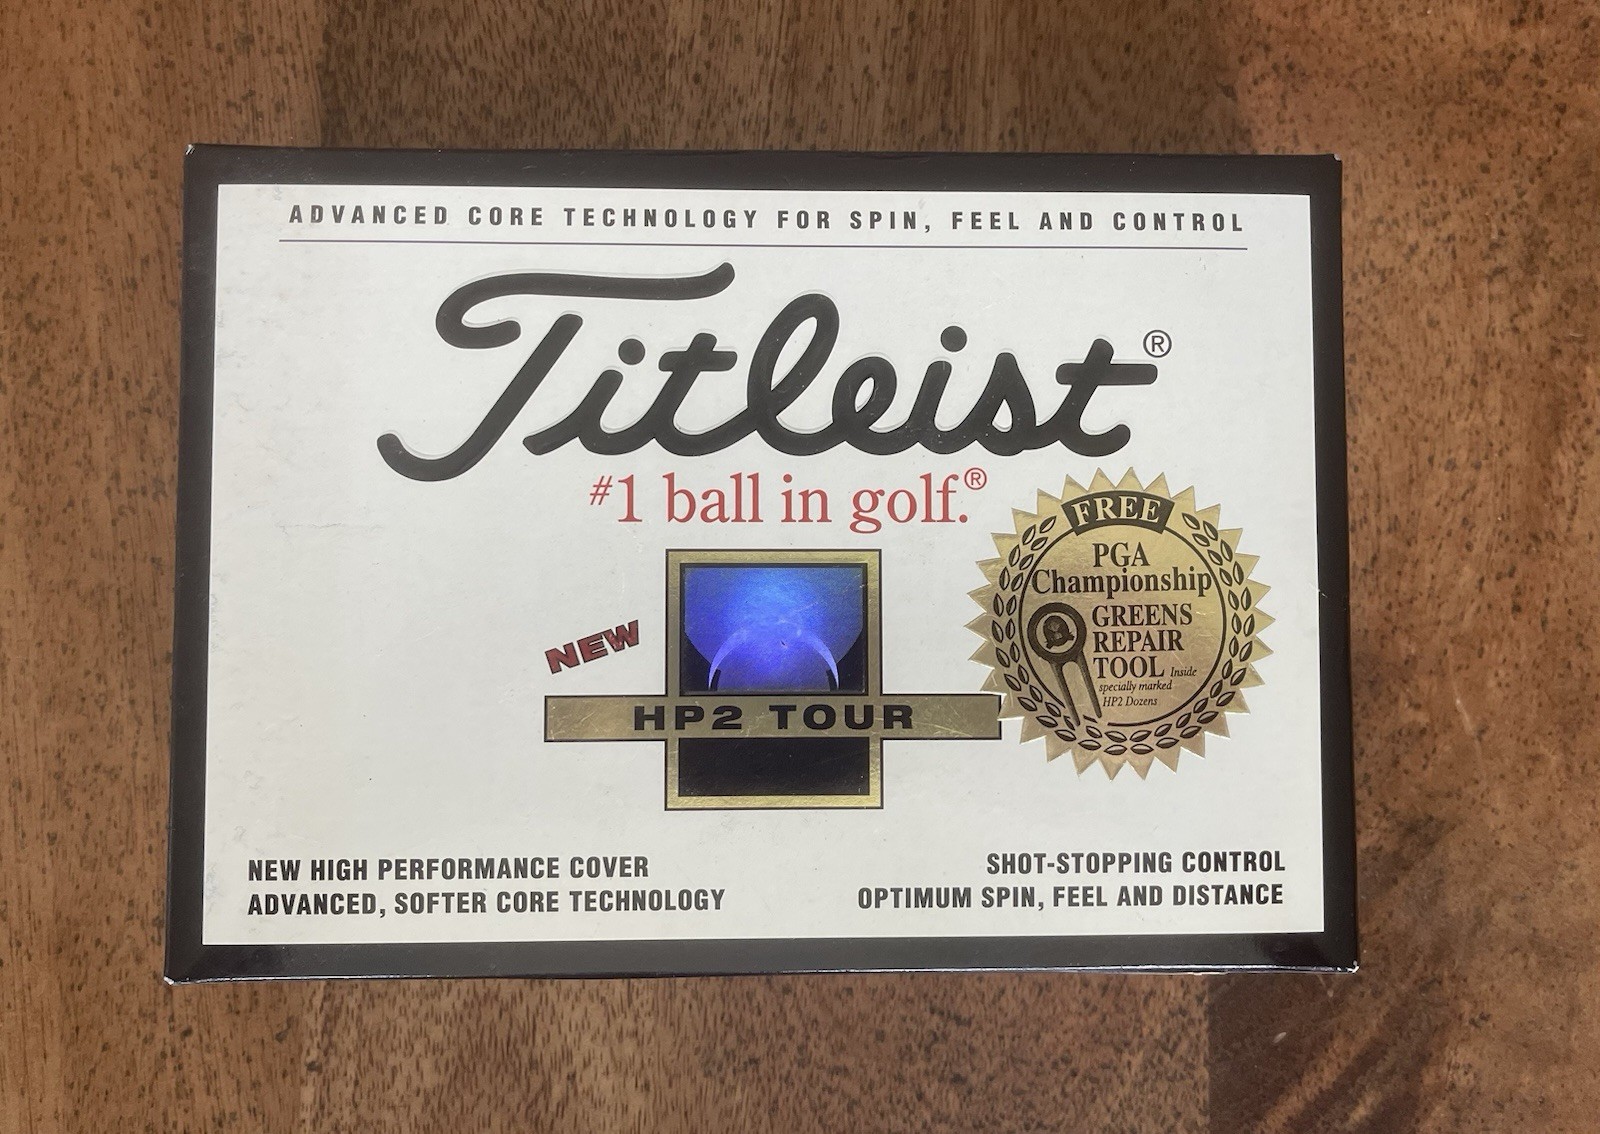 ADVANCED CORE TECHNOLOGY FOR SPIN, FEEL AND CONTROL
Titleist®
#1 ball in golf.®
FREE
PGA
Championship
GREENS
REPAIR
TOOL Inside
specially marked
HP2 Dozens
NEW
HP2 TOUR
NEW HIGH PERFORMANCE COVER
ADVANCED, SOFTER CORE TECHNOLOGY
SHOT-STOPPING CONTROL
OPTIMUM SPIN, FEEL AND DISTANCE